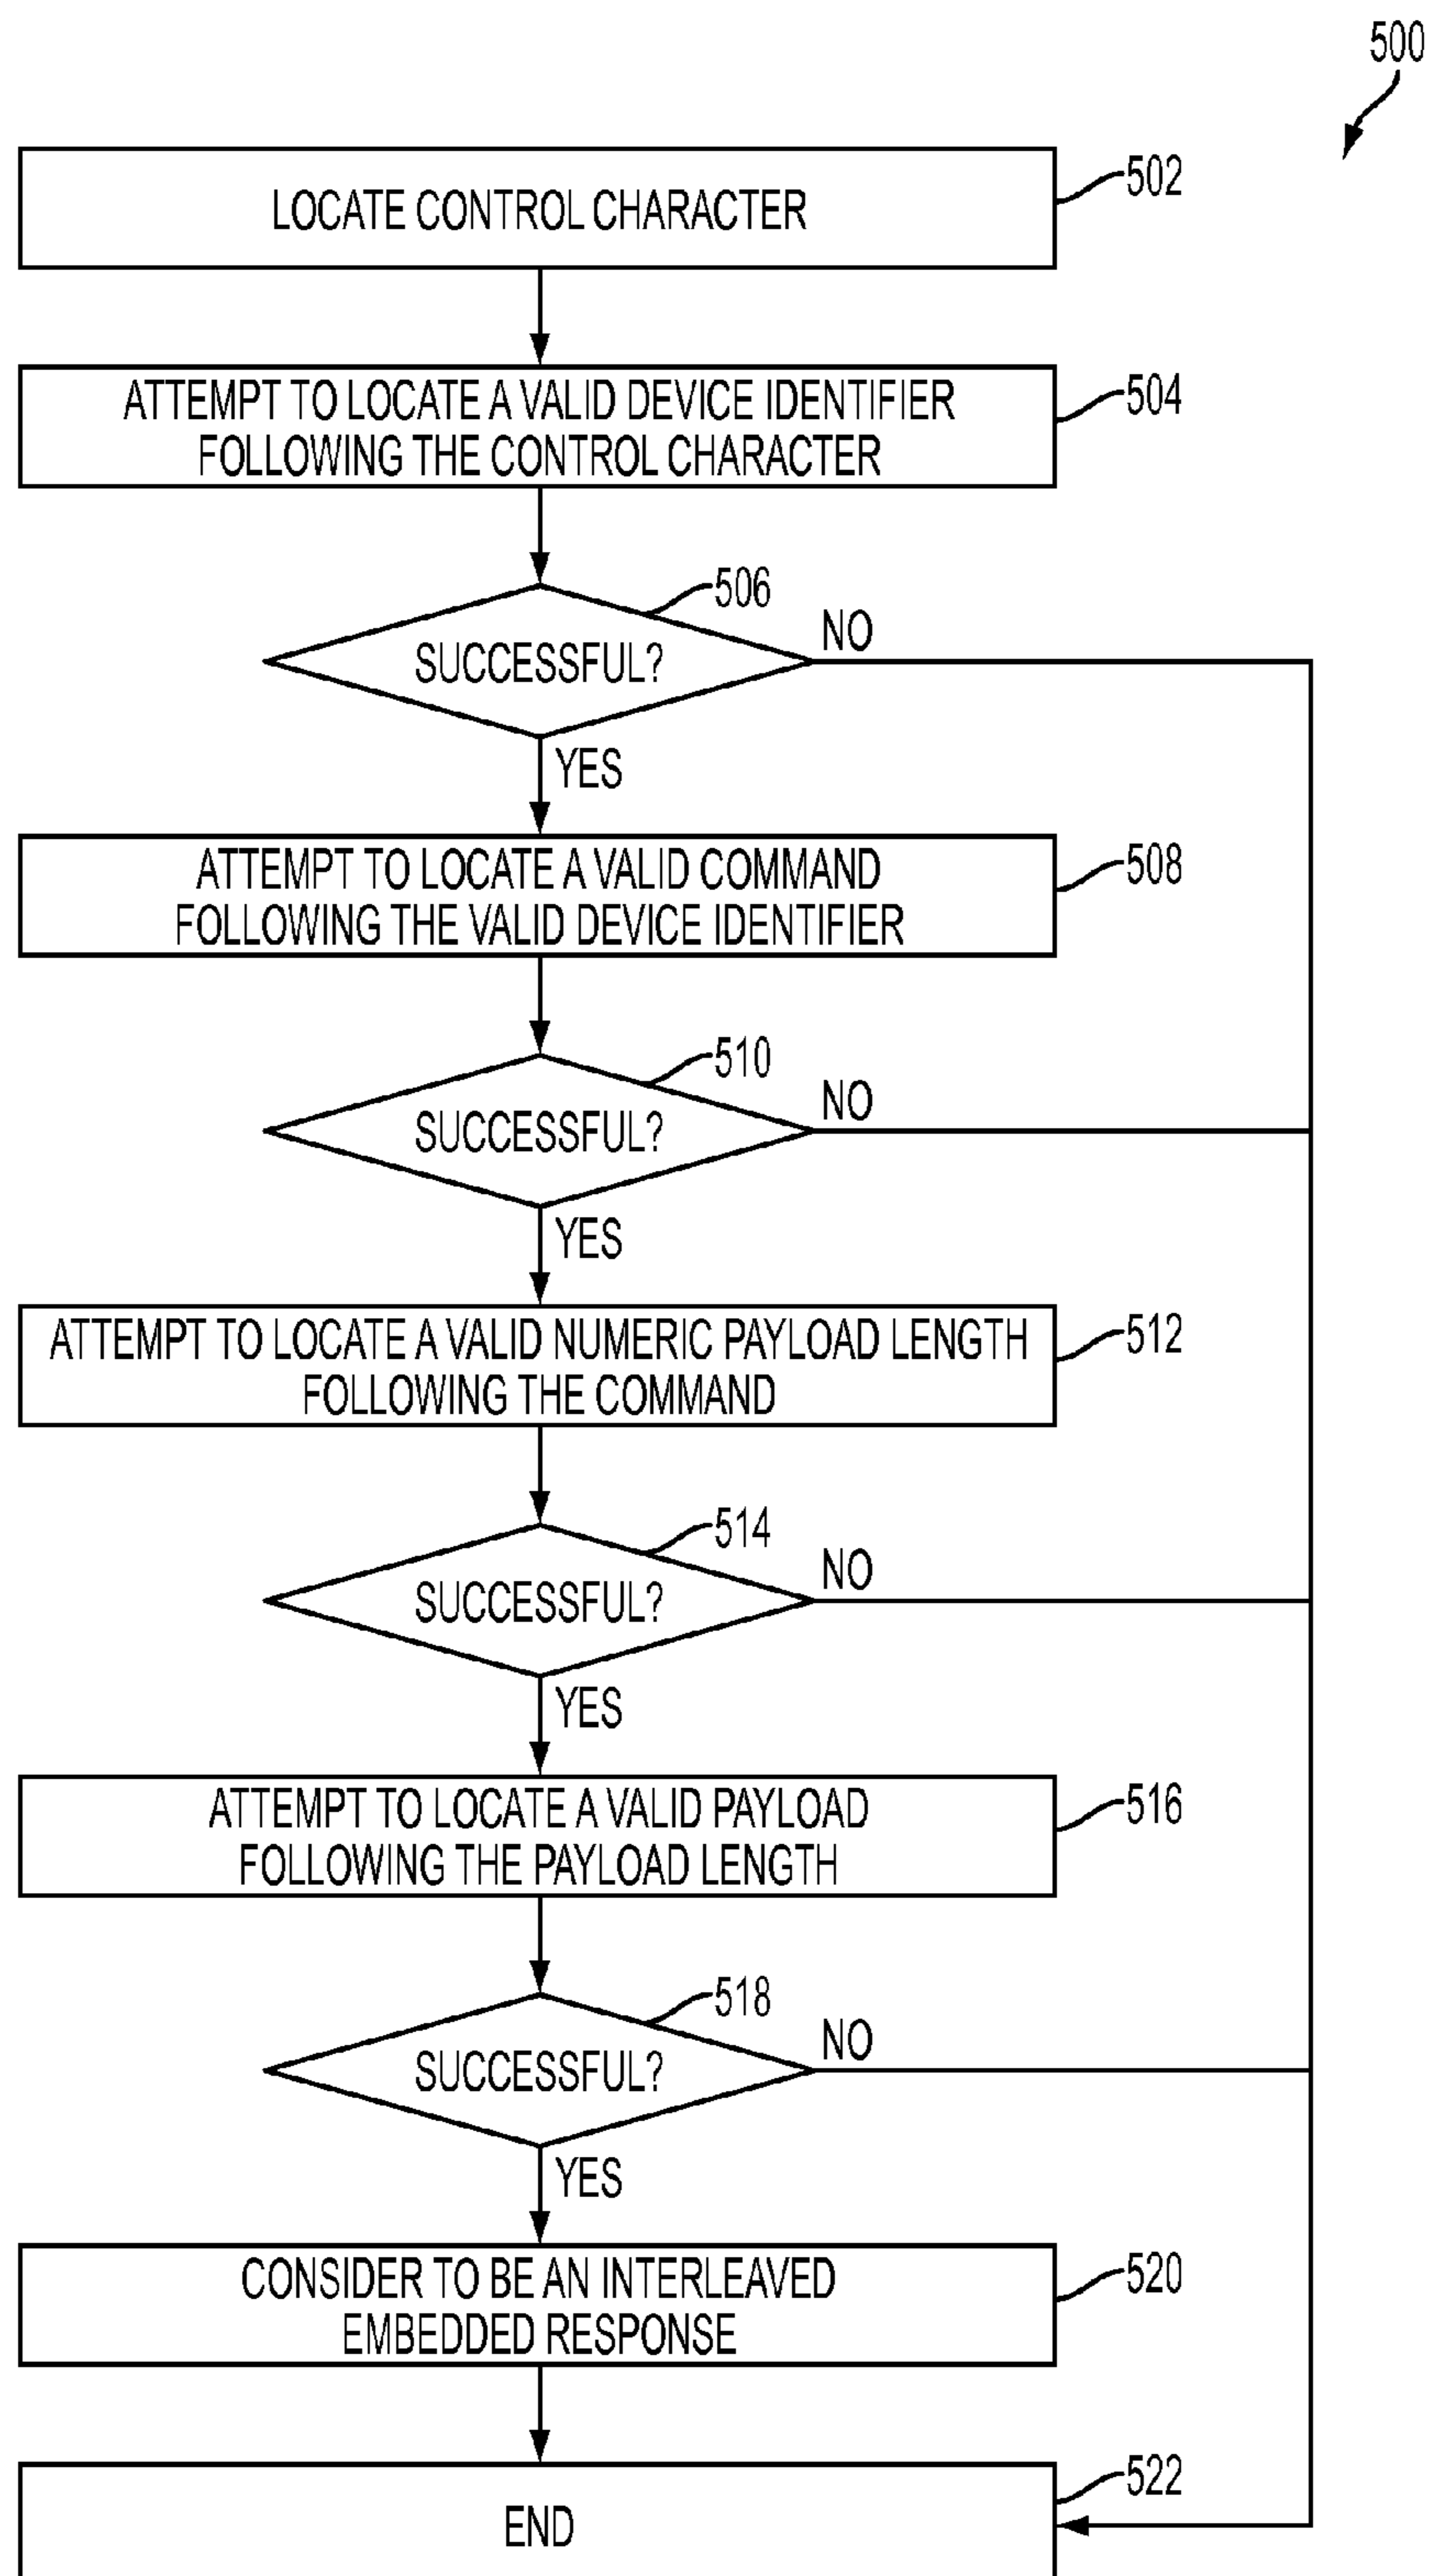 500
502
LOCATE CONTROL CHARACTER
504
ATTEMPT TO LOCATE A VALID DEVICE IDENTIFIER
FOLLOWING THE CONTROL CHARACTER
506
SUCCESSFUL?
NO
YES
508
ATTEMPT TO LOCATE A VALID COMMAND
FOLLOWING THE VALID DEVICE IDENTIFIER
510
SUCCESSFUL?
NO
YES
512
ATTEMPT TO LOCATE A VALID NUMERIC PAYLOAD LENGTH
FOLLOWING THE COMMAND
514
SUCCESSFUL?
NO
YES
516
ATTEMPT TO LOCATE A VALID PAYLOAD
FOLLOWING THE PAYLOAD LENGTH
518
SUCCESSFUL?
NO
YES
520
CONSIDER TO BE AN INTERLEAVED
EMBEDDED RESPONSE
522
END